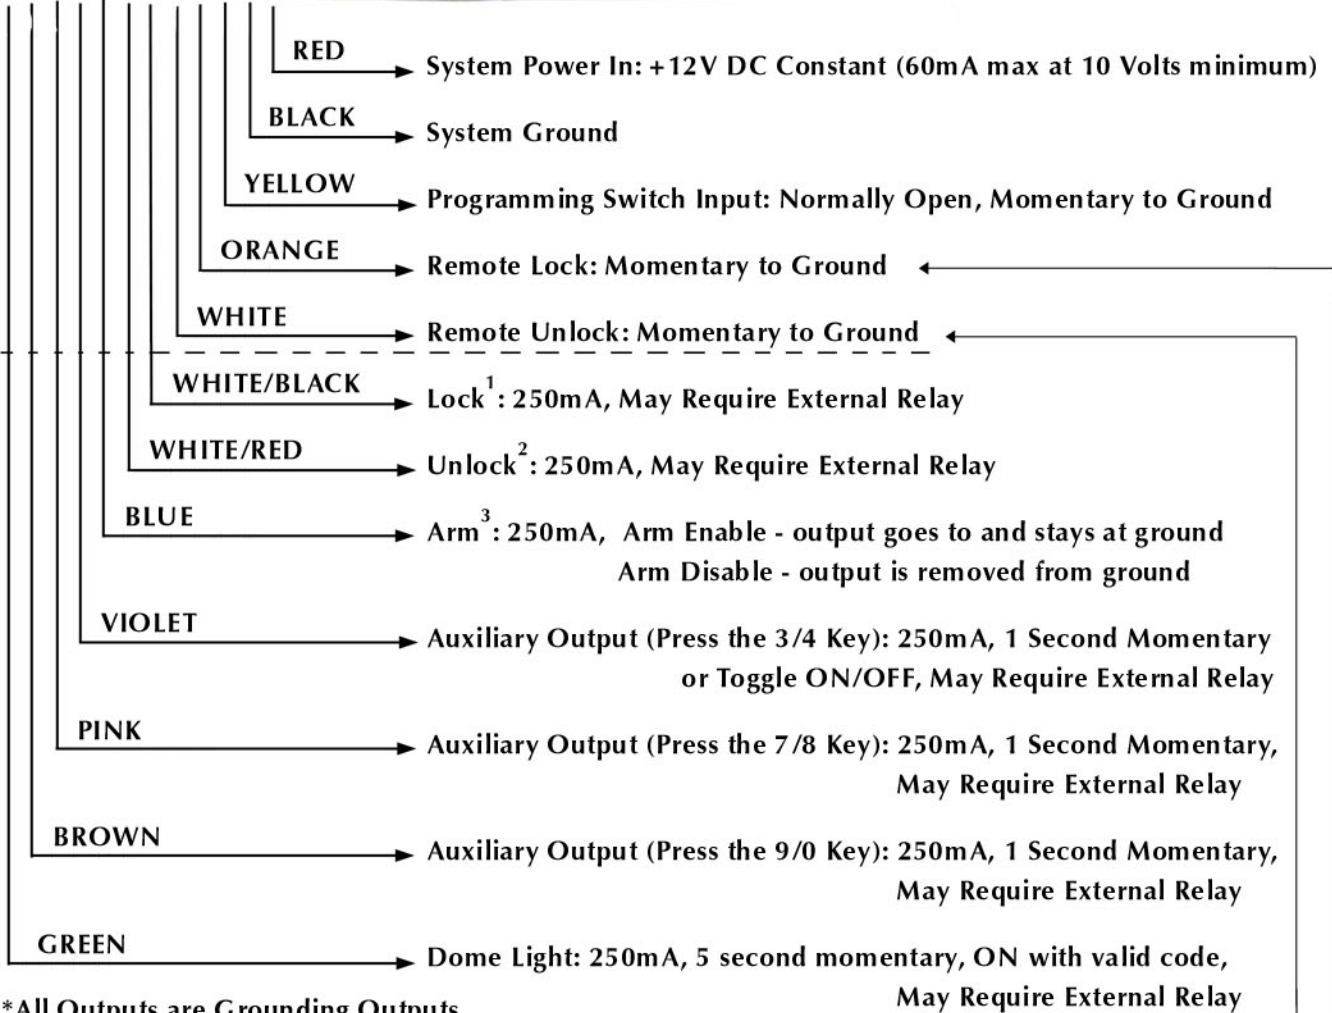 RED
System Power In: +12V DC Constant (60mA max at 10 Volts minimum)
BLACK
System Ground
YELLOW
Programming Switch Input: Normally Open, Momentary to Ground
ORANGE
Remote Lock: Momentary to Ground
WHITE
Remote Unlock: Momentary to Ground
WHITE/BLACK
Lock¹: 250mA, May Require External Relay
WHITE/RED
Unlock²: 250mA, May Require External Relay
BLUE
Arm³: 250mA, Arm Enable - output goes to and stays at ground
Arm Disable - output is removed from ground
VIOLET
Auxiliary Output (Press the 3/4 Key): 250mA, 1 Second Momentary
or Toggle ON/OFF, May Require External Relay
PINK
Auxiliary Output (Press the 7/8 Key): 250mA, 1 Second Momentary,
May Require External Relay
BROWN
Auxiliary Output (Press the 9/0 Key): 250mA, 1 Second Momentary,
May Require External Relay
GREEN
Dome Light: 250mA, 5 second momentary, ON with valid code,
May Require External Relay
*All Outputs are Grounding Outputs